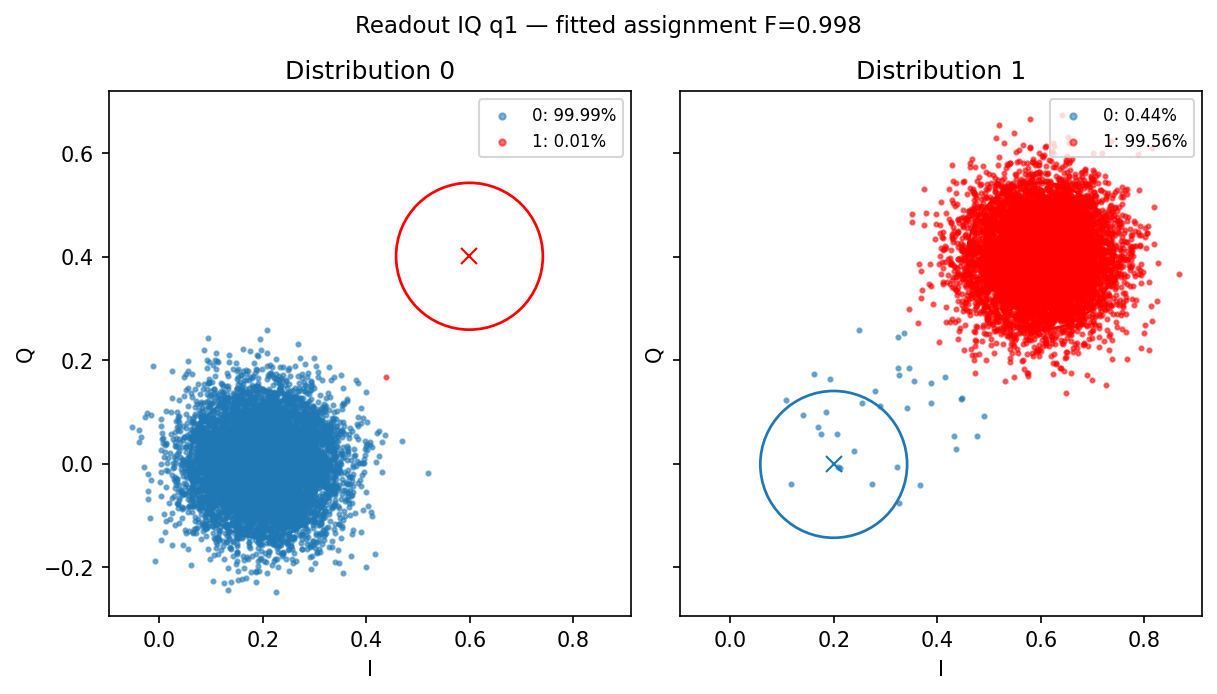 Readout IQ q1 — fitted assignment F=0.998
Distribution 0
Distribution 1
0: 99.99%
1: 0.01%
0: 0.44%
1: 99.56%
Q
0.6
0.4
0.2
0.0
−0.2
Q
0.0 0.2 0.4 0.6 0.8
0.0 0.2 0.4 0.6 0.8
I
I